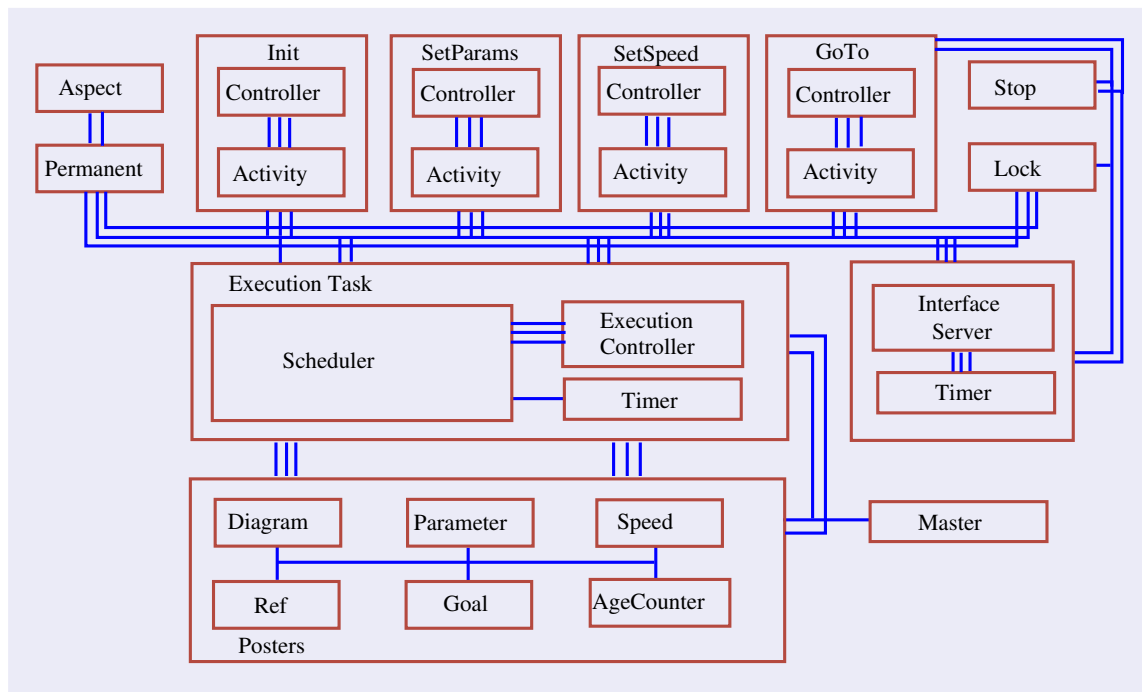 Init
SetParams
SetSpeed
GoTo
Aspect
Controller
Controller
Controller
Controller
Stop
Permanent
Activity
Activity
Activity
Activity
Lock
Execution Task
Scheduler
Execution
Controller
Timer
Interface
Server
Timer
Diagram
Parameter
Speed
Master
Ref
Goal
AgeCounter
Posters